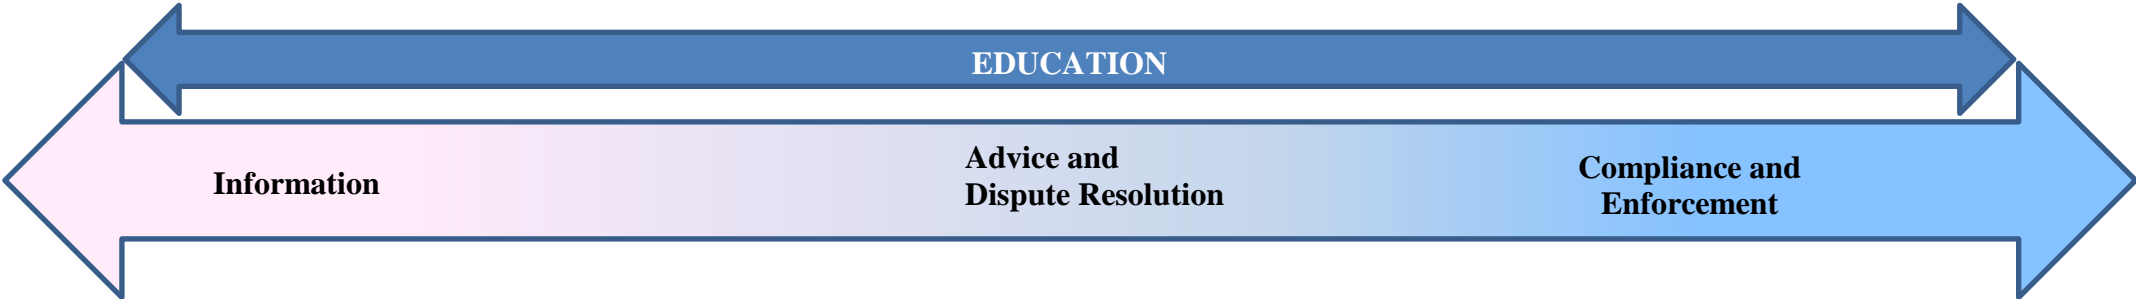 EDUCATION
Information
Advice and
Dispute Resolution
Compliance and
Enforcement